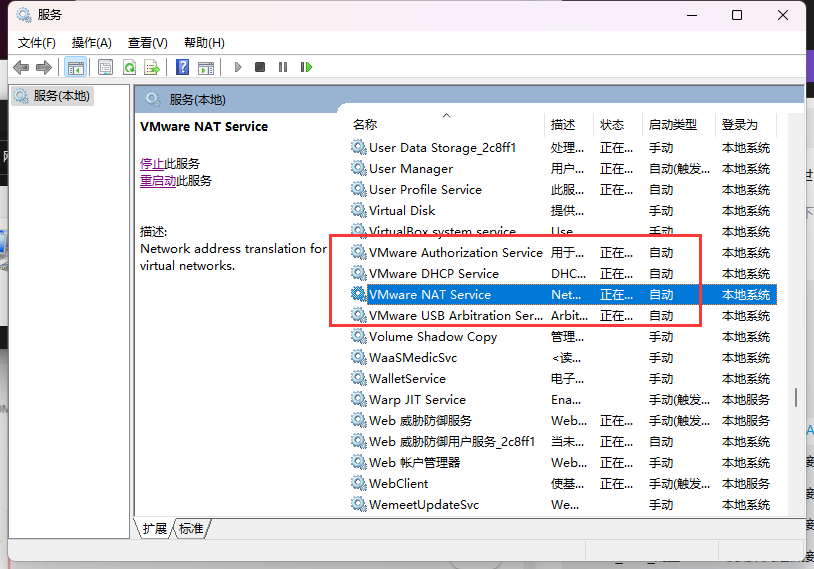 服务
文件(F) 操作(A) 查看(V) 帮助(H)
服务(本地)
服务(本地)
VMware NAT Service
停止此服务
重启动此服务
描述:
Network address translation for virtual networks.
名称 描述 状态 启动类型 登录为
User Data Storage_2c8ff1 处理... 正在... 手动 本地系统
User Manager 用户... 正在... 自动(触发... 本地系统
User Profile Service 此服... 正在... 自动 本地系统
Virtual Disk 提供... 手动 本地系统
VirtualBox system service Use... 手动 本地系统
VMware Authorization Service 用于... 正在... 自动 本地系统
VMware DHCP Service DHC... 正在... 自动 本地系统
VMware NAT Service Net... 正在... 自动 本地系统
VMware USB Arbitration Ser... Arbit... 正在... 自动 本地系统
Volume Shadow Copy 管理... 手动 本地系统
WaaSMedicSvc <读... 手动 本地系统
WalletService 电子... 手动 本地系统
Warp JIT Service Ena... 手动(触发... 本地服务
Web 威胁防御服务 Web... 正在... 手动(触发... 本地服务
Web 威胁防御用户服务_2c8ff1 当未... 正在... 自动 本地系统
Web 帐户管理器 Web... 正在... 手动 本地系统
WebClient 使基... 正在... 手动(触发... 本地服务
WemeetUpdateSvc We... 手动 本地系统
扩展 标准